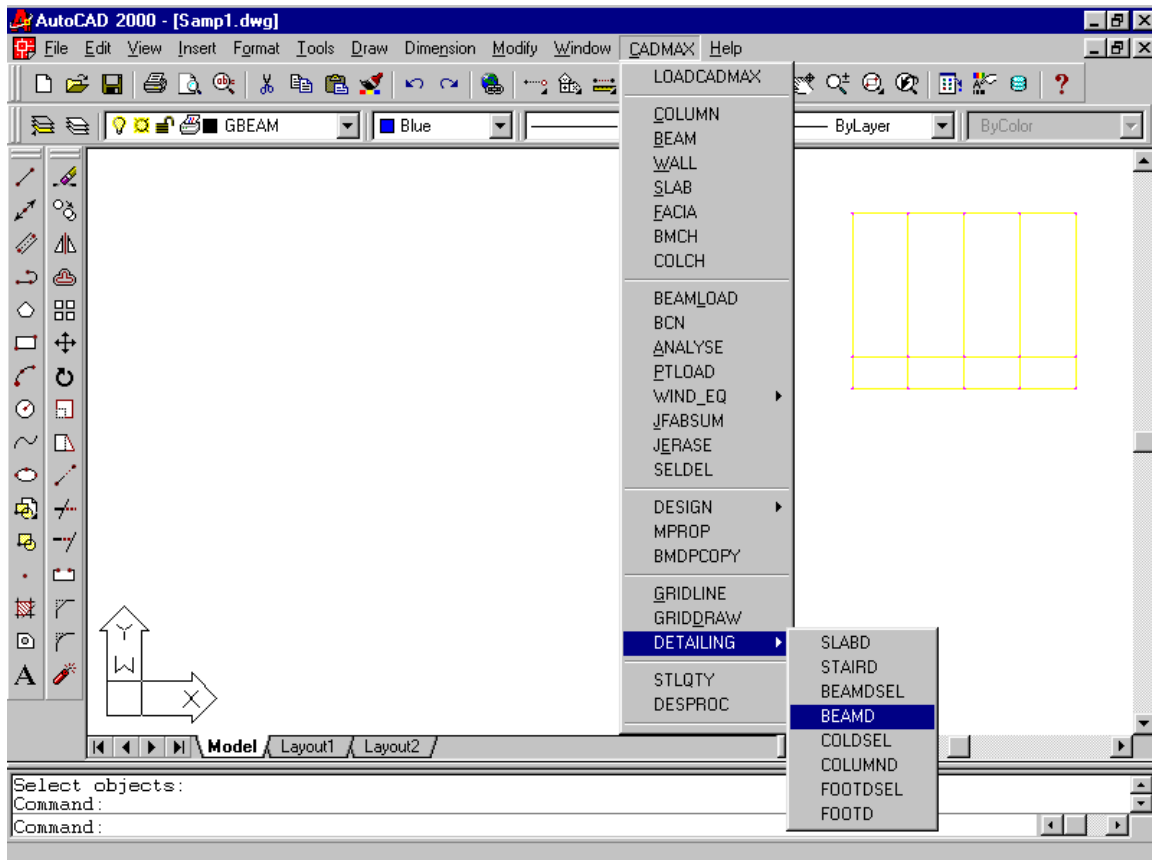 AutoCAD 2000 - [Samp1.dwg]
File Edit View Insert Format Tools Draw Dimension Modify Window CADMAX Help
GBEAM Blue ByLayer ByColor
LOADCADMAX
COLUMN
BEAM
WALL
SLAB
FACIA
BMCH
COLCH
BEAMLOAD
BCN
ANALYSE
PTLOAD
WIND_EQ
JFABSUM
JERASE
SELDEL
DESIGN
MPROP
BMDPCOPY
GRIDLINE
GRIDDRAW
DETAILING
STLQTY
DESPROC
SLABD
STAIRD
BEAMDSEL
BEAMD
COLDSEL
COLUMND
FOOTDSEL
FOOTD
A
Y
W
X
Model Layout1 Layout2
Select objects:
Command:
Command: